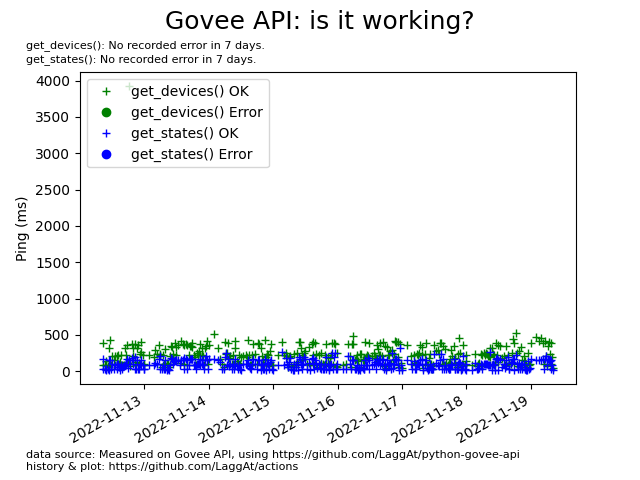 Govee API: is it working?
get_devices(): No recorded error in 7 days.
get_states(): No recorded error in 7 days.
4000
3500
3000
2500
2000
1500
1000
500
0
Ping (ms)
get_devices() OK
get_devices() Error
get_states() OK
get_states() Error
2022-11-13
2022-11-14
2022-11-15
2022-11-16
2022-11-17
2022-11-18
2022-11-19
data source: Measured on Govee API, using https://github.com/LaggAt/python-govee-api
history & plot: https://github.com/LaggAt/actions